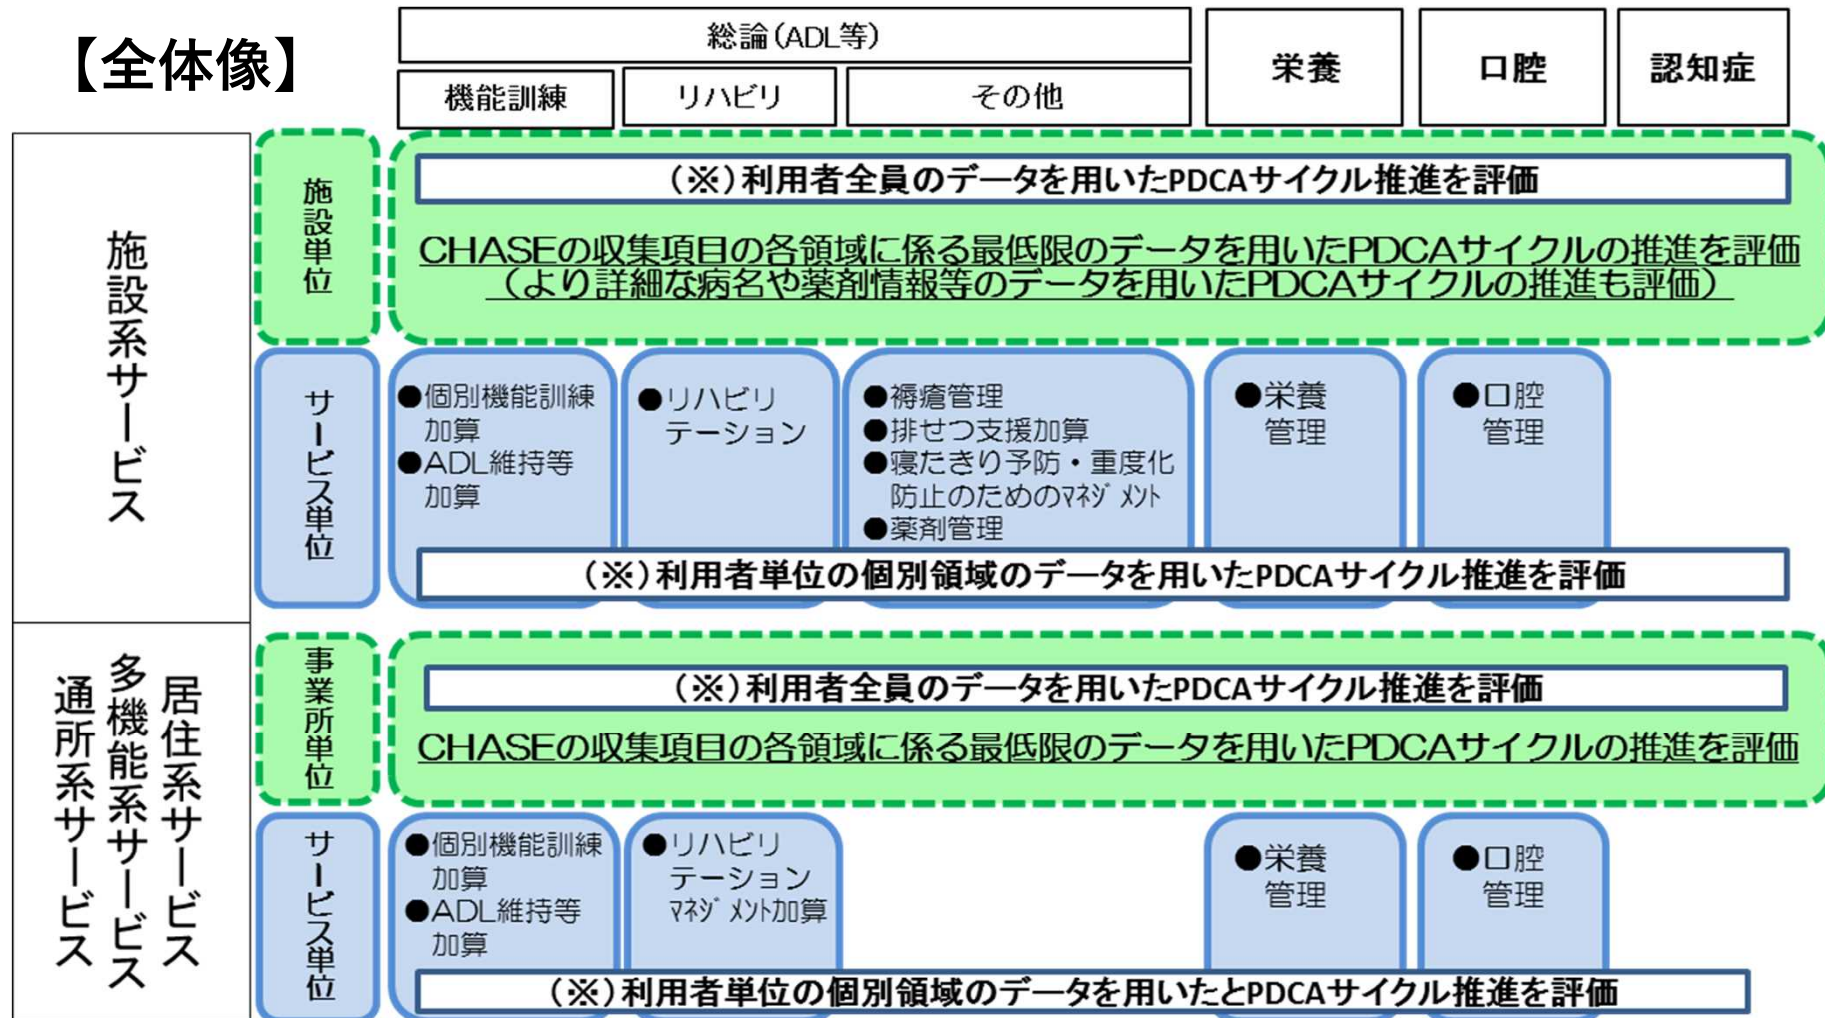 【全体像】
総論(ADL等)
機能訓練
リハビリ
その他
栄養
口腔
認知症
施設系サービス
施設単位
(※)利用者全員のデータを用いたPDCAサイクル推進を評価
CHASEの収集項目の各領域に係る最低限のデータを用いたPDCAサイクルの推進を評価
(より詳細な病名や薬剤情報等のデータを用いたPDCAサイクルの推進も評価)
サービス単位
●個別機能訓練
加算
●ADL維持等
加算
●リハビリ
テーション
●褥瘡管理
●排せつ支援加算
●寝たきり予防・重度化
防止のためのマネジメント
●薬剤管理
●栄養
管理
●口腔
管理
(※)利用者単位の個別領域のデータを用いたPDCAサイクル推進を評価
居住系サービス
多機能系サービス
通所系サービス
事業所単位
(※)利用者全員のデータを用いたPDCAサイクル推進を評価
CHASEの収集項目の各領域に係る最低限のデータを用いたPDCAサイクルの推進を評価
サービス単位
●個別機能訓練
加算
●ADL維持等
加算
●リハビリ
テーション
マネジメント加算
●栄養
管理
●口腔
管理
(※)利用者単位の個別領域のデータを用いたとPDCAサイクル推進を評価